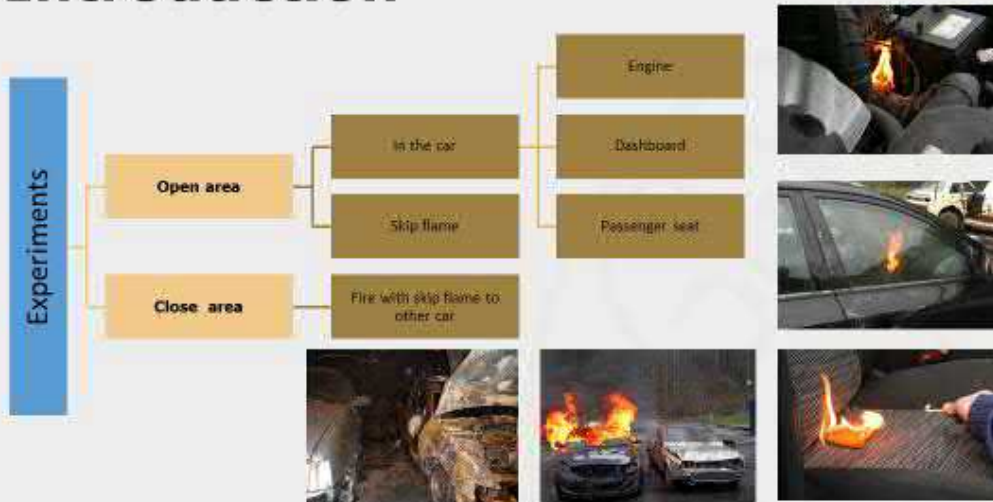 Introduction
Experiments
Open area
Close area
In the car
Skip flame
Fire with skip flame to
other car
Engine
Dashboard
Passenger seat